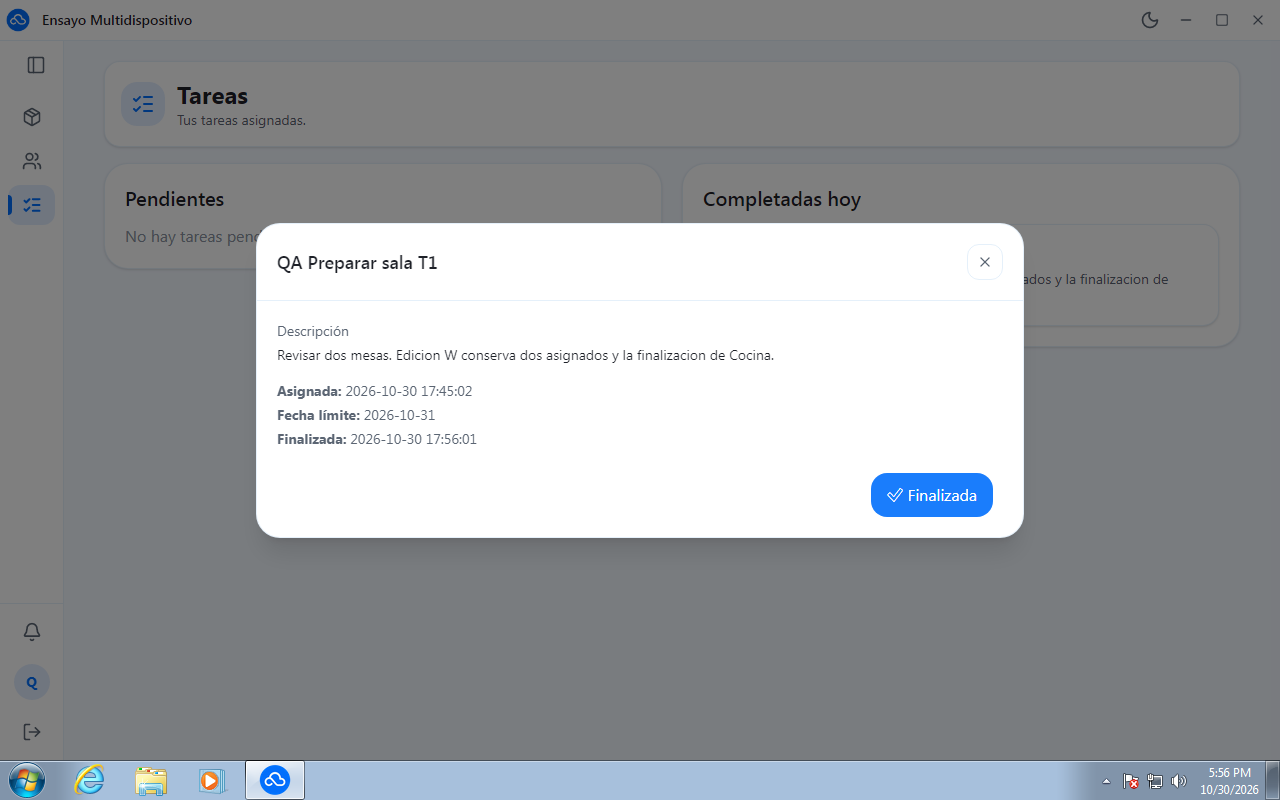 Ensayo Multidispositivo
Tareas
Tus tareas asignadas.
Pendientes
No hay tareas pend
Completadas hoy
ados y la finalizacion de
QA Preparar sala T1
Descripción
Revisar dos mesas. Edicion W conserva dos asignados y la finalizacion de Cocina.
Asignada: 2026-10-30 17:45:02
Fecha límite: 2026-10-31
Finalizada: 2026-10-30 17:56:01
Finalizada
Q
5:56 PM
10/30/2026